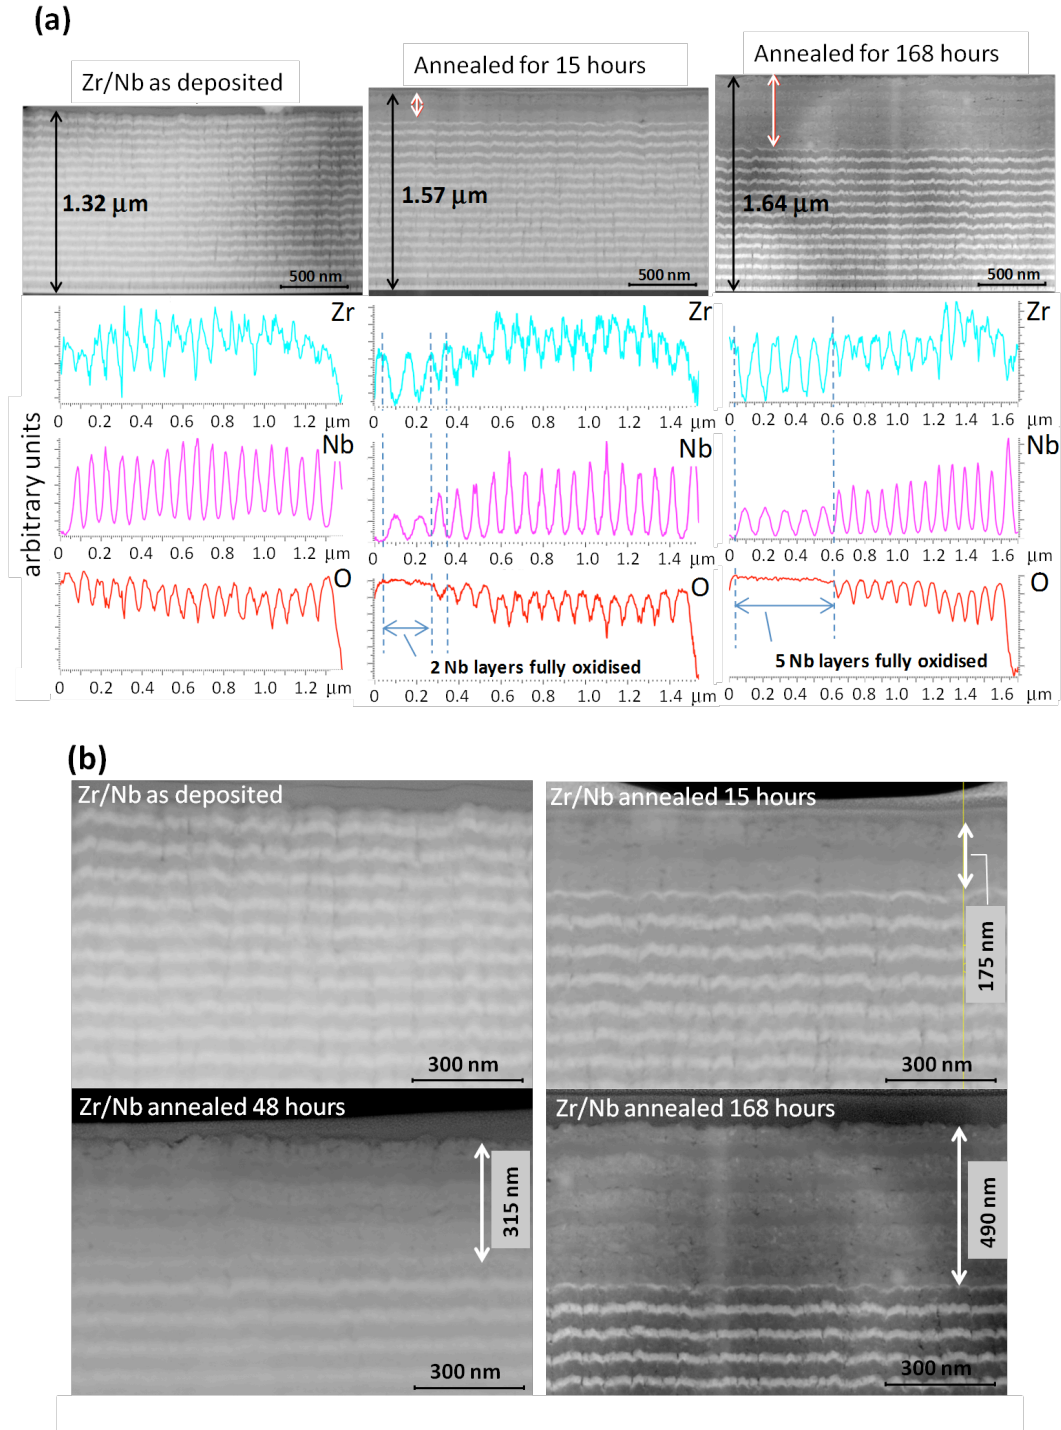 (a)
Zr/Nb as deposited
Annealed for 15 hours
Annealed for 168 hours
1.32 μm
1.57 μm
1.64 μm
500 nm
500 nm
500 nm
arbitrary units
Zr
0 0.2 0.4 0.6 0.8 1.0 1.2 μm
Nb
0 0.2 0.4 0.6 0.8 1.0 1.2 μm
O
0 0.2 0.4 0.6 0.8 1.0 μm
Zr
0 0.2 0.4 0.6 0.8 1.0 1.2 1.4 μm
Nb
0 0.2 0.4 0.6 0.8 1.0 1.2 1.4 μm
O
2 Nb layers fully oxidised
0 0.2 0.4 0.6 0.8 1.0 1.2 1.4 μm
Zr
0 0.2 0.4 0.6 0.8 1.0 1.2 1.4 1.6 μm
Nb
0 0.2 0.4 0.6 0.8 1.0 1.2 1.4 1.6 μm
O
5 Nb layers fully oxidised
0 0.2 0.4 0.6 0.8 1.0 1.2 1.4 1.6 μm
(b)
Zr/Nb as deposited
300 nm
Zr/Nb annealed 15 hours
175 nm
300 nm
Zr/Nb annealed 48 hours
315 nm
300 nm
Zr/Nb annealed 168 hours
490 nm
300 nm